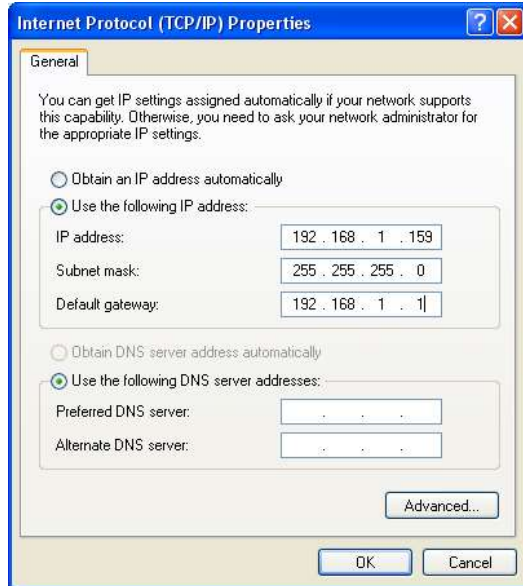 Internet Protocol (TCP/IP) Properties
General
You can get IP settings assigned automatically if your network supports
this capability. Otherwise, you need to ask your network administrator for
the appropriate IP settings.
Obtain an IP address automatically
Use the following IP address:
IP address: 192 . 168 . 1 . 159
Subnet mask: 255 . 255 . 255 . 0
Default gateway: 192 . 168 . 1 . 1
Obtain DNS server address automatically
Use the following DNS server addresses:
Preferred DNS server: . . .
Alternate DNS server: . . .
Advanced...
OK Cancel